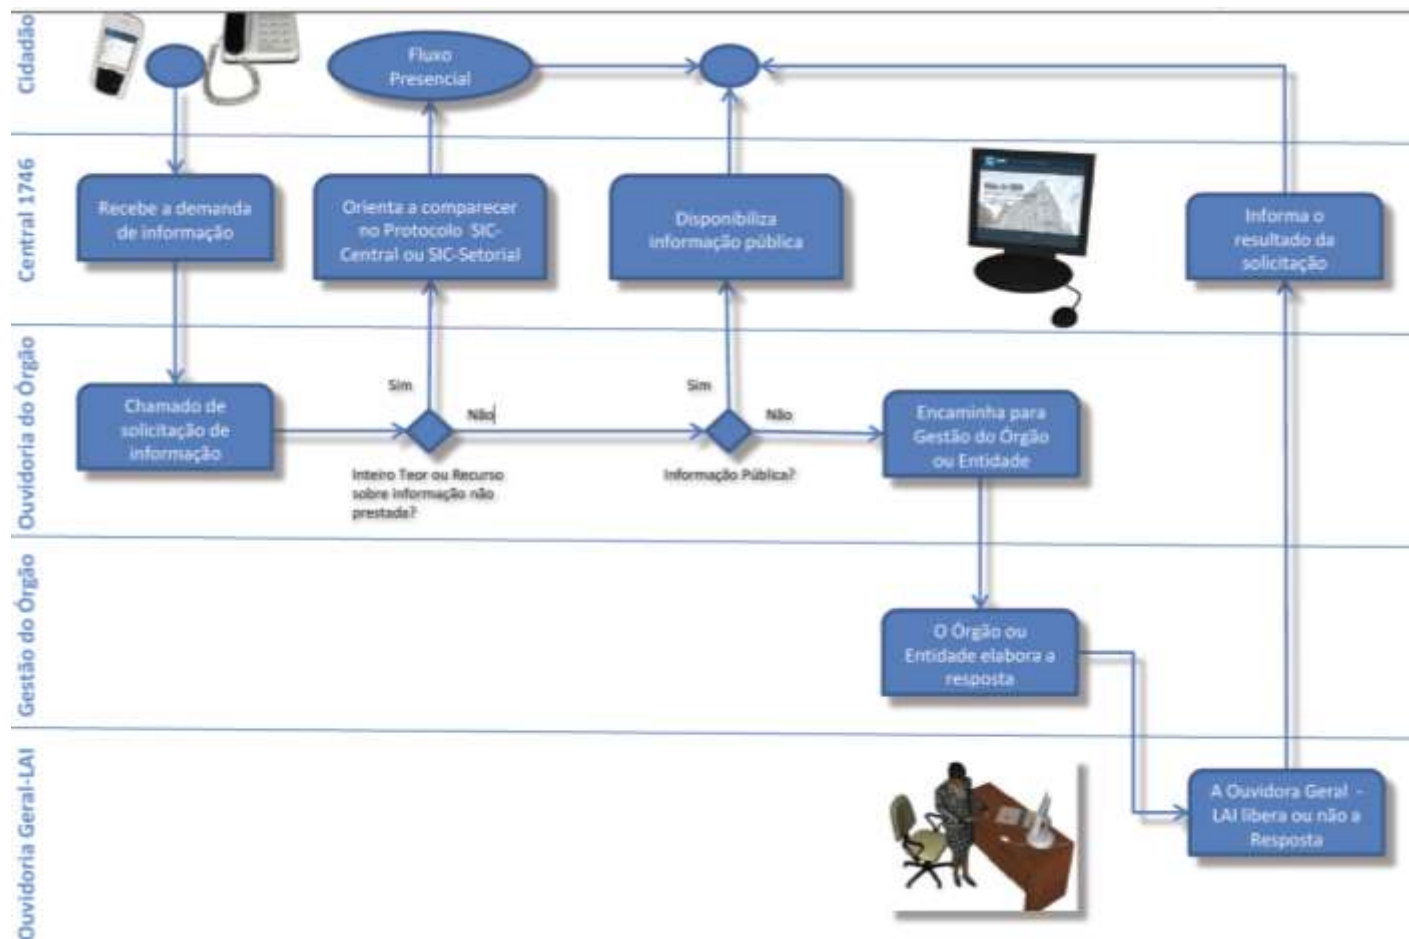 Cidadão
Fluxo
Presencial
Central 1746
Recebe a demanda
de informação
Orienta a comparecer
no Protocolo SIC-
Central ou SIC-Setorial
Disponibiliza
informação pública
Informa o
resultado da
solicitação
Ouvidoria do Órgão
Chamado de
solicitação de
informação
Sim
Não
Inteiro Teor ou Recurso
sobre informação não
prestada?
Sim
Não
Informação Pública?
Encaminha para
Gestão do Órgão
ou Entidade
Gestão do Órgão
O Órgão ou
Entidade elabora a
resposta
Ouvidoria Geral-LAI
A Ouvidora Geral -
LAI libera ou não a
Resposta